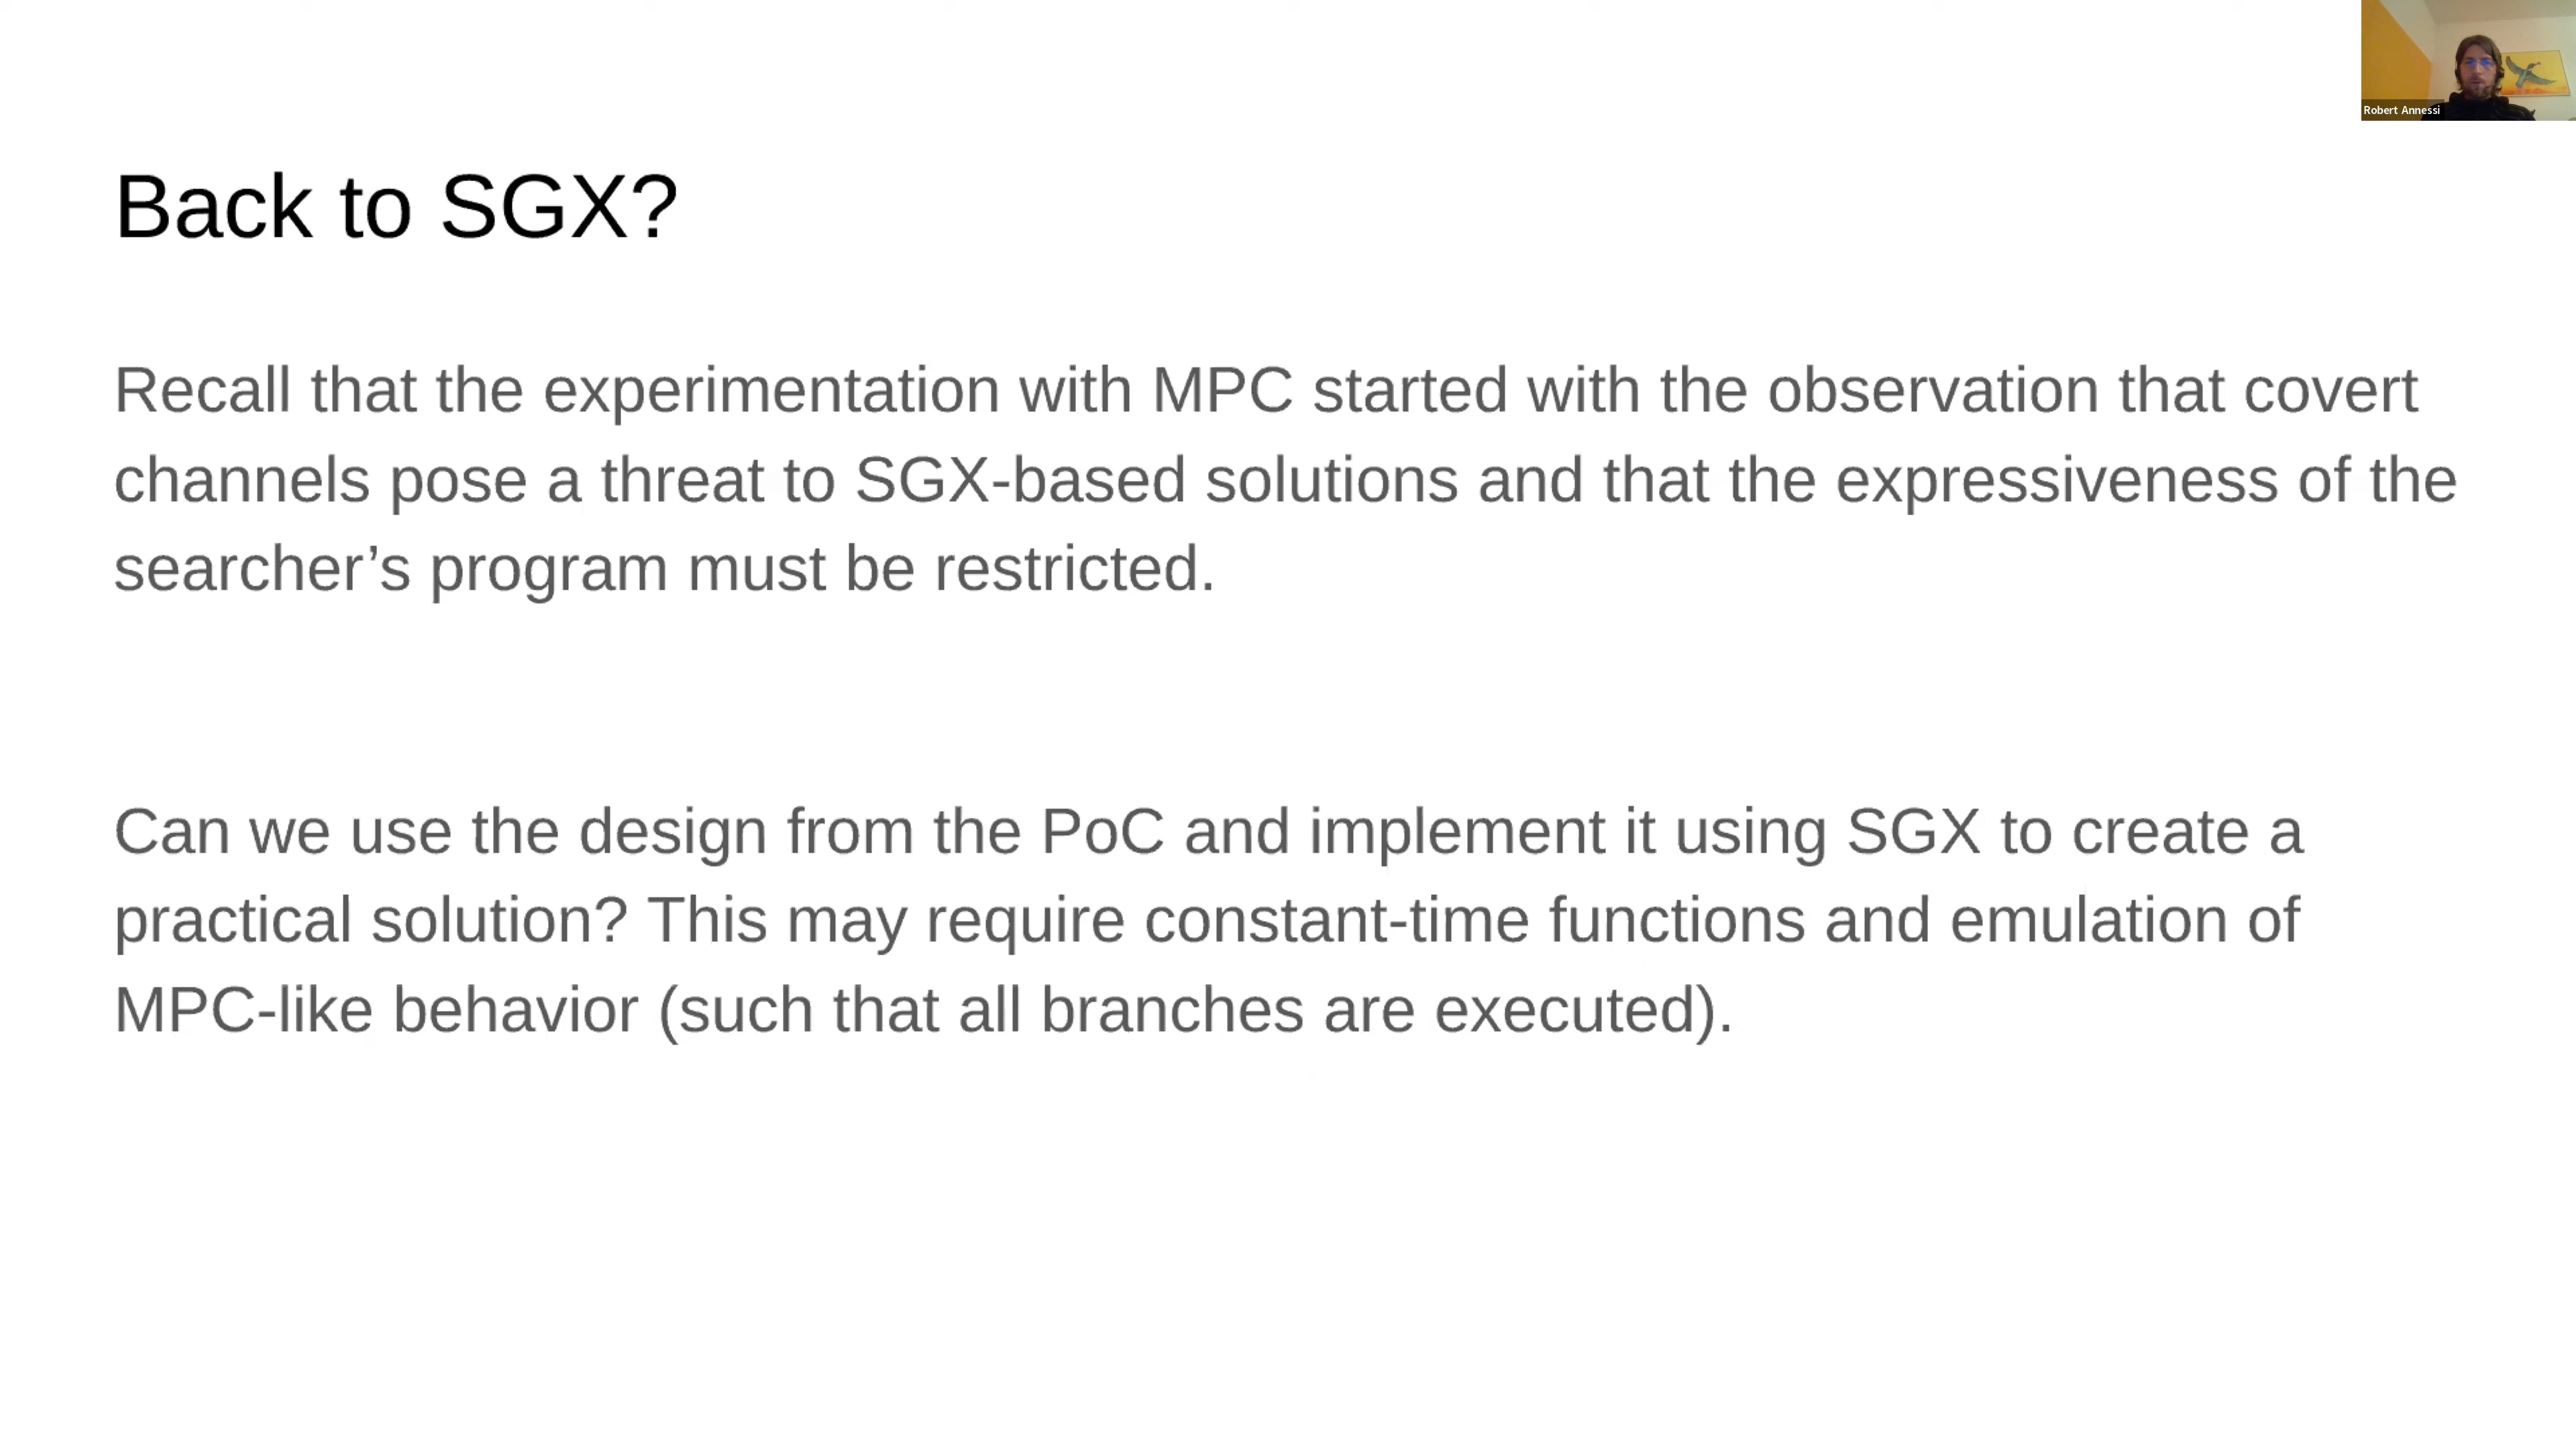 Robert Annessi
Back to SGX?
Recall that the experimentation with MPC started with the observation that covert
channels pose a threat to SGX-based solutions and that the expressiveness of the
searcher’s program must be restricted.
Can we use the design from the PoC and implement it using SGX to create a
practical solution? This may require constant-time functions and emulation of
MPC-like behavior (such that all branches are executed).